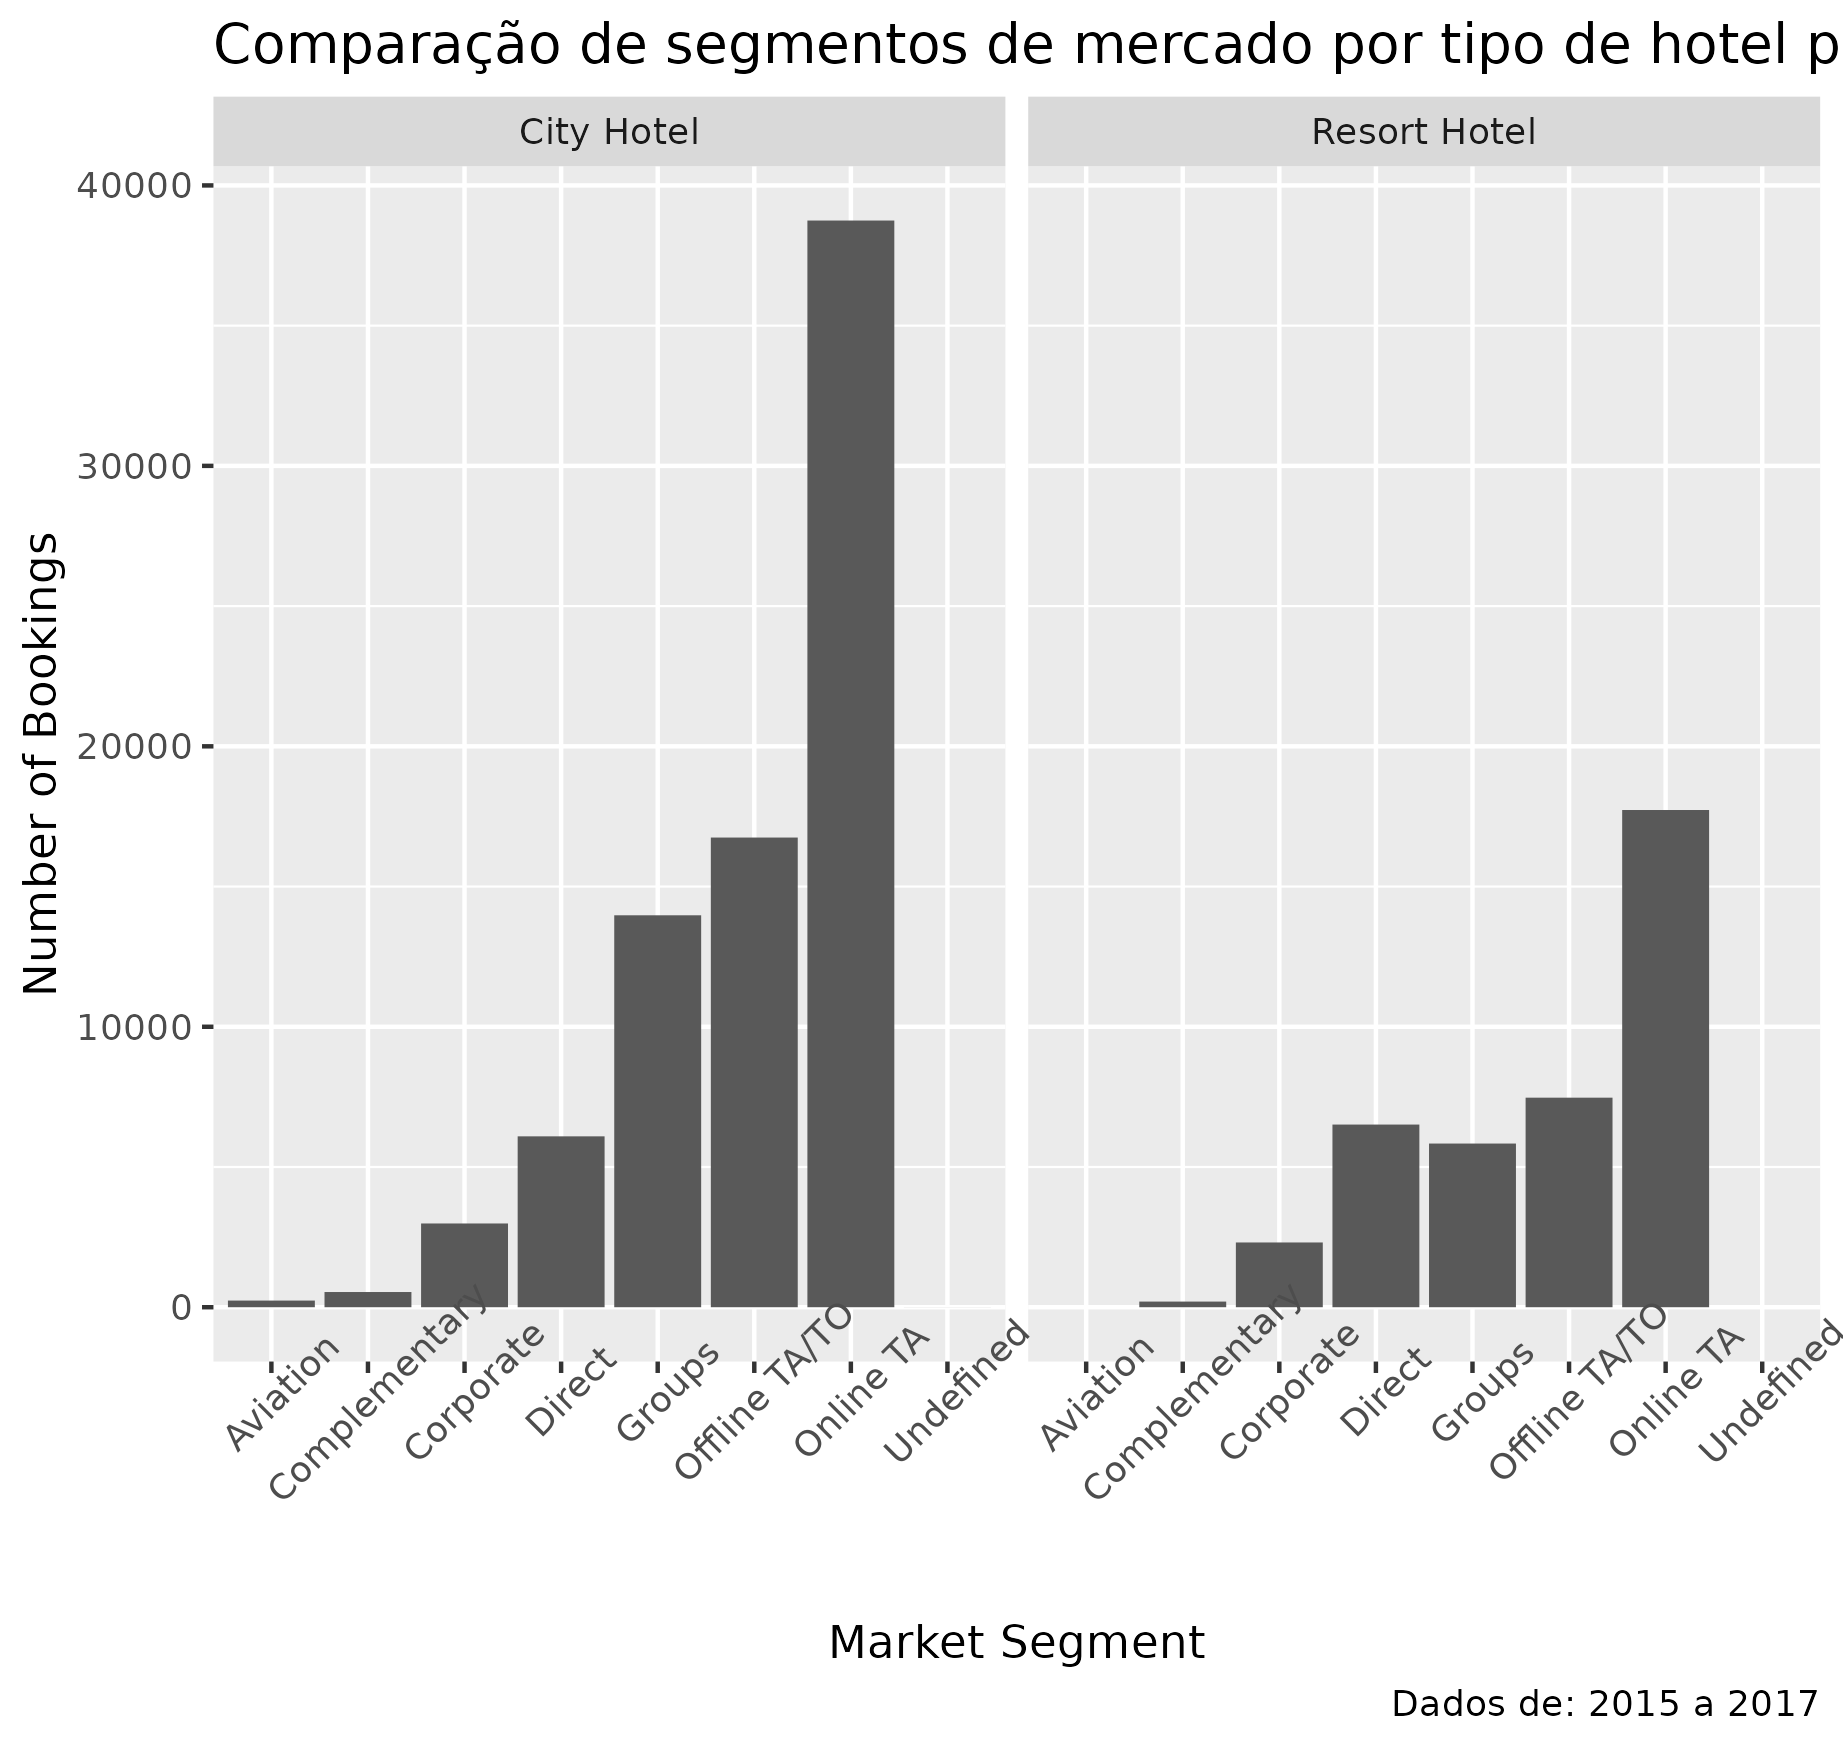 Comparação de segmentos de mercado por tipo de hotel p
City Hotel
Resort Hotel
40000
30000
20000
10000
0
Number of Bookings
Aviation
Complementary
Corporate
Direct
Groups
Offline TA/TO
Online TA
Undefined
Aviation
Complementary
Corporate
Direct
Groups
Offline TA/TO
Online TA
Undefined
Market Segment
Dados de: 2015 a 2017